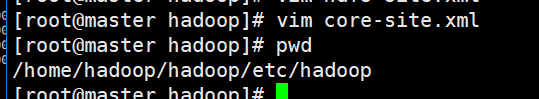 [root@master hadoop]# vim core-site.xml
[root@master hadoop]# pwd
/home/hadoop/hadoop/etc/hadoop
[root@master hadoop]#